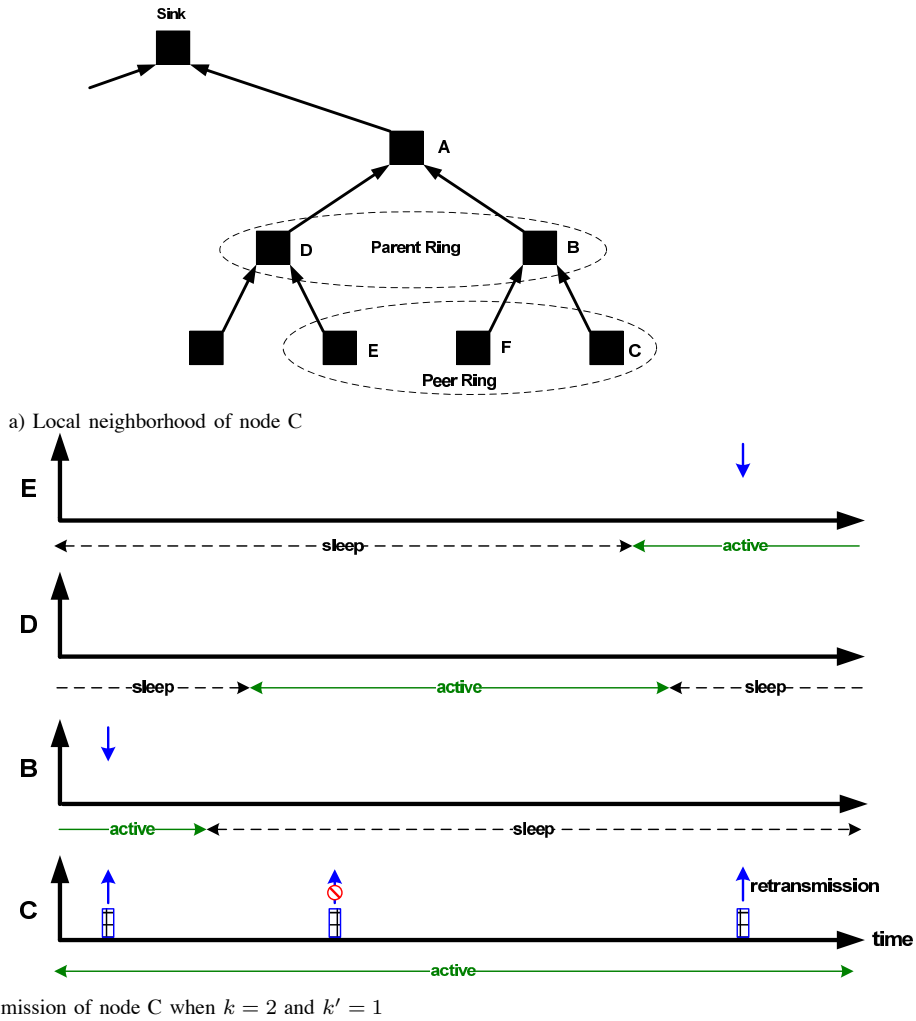 Sink
A
D
Parent Ring
B
E
F
C
Peer Ring
a) Local neighborhood of node C
E
sleep
active
D
sleep
active
sleep
B
active
sleep
C
retransmission
time
active
mission of node C when k = 2 and k′ = 1